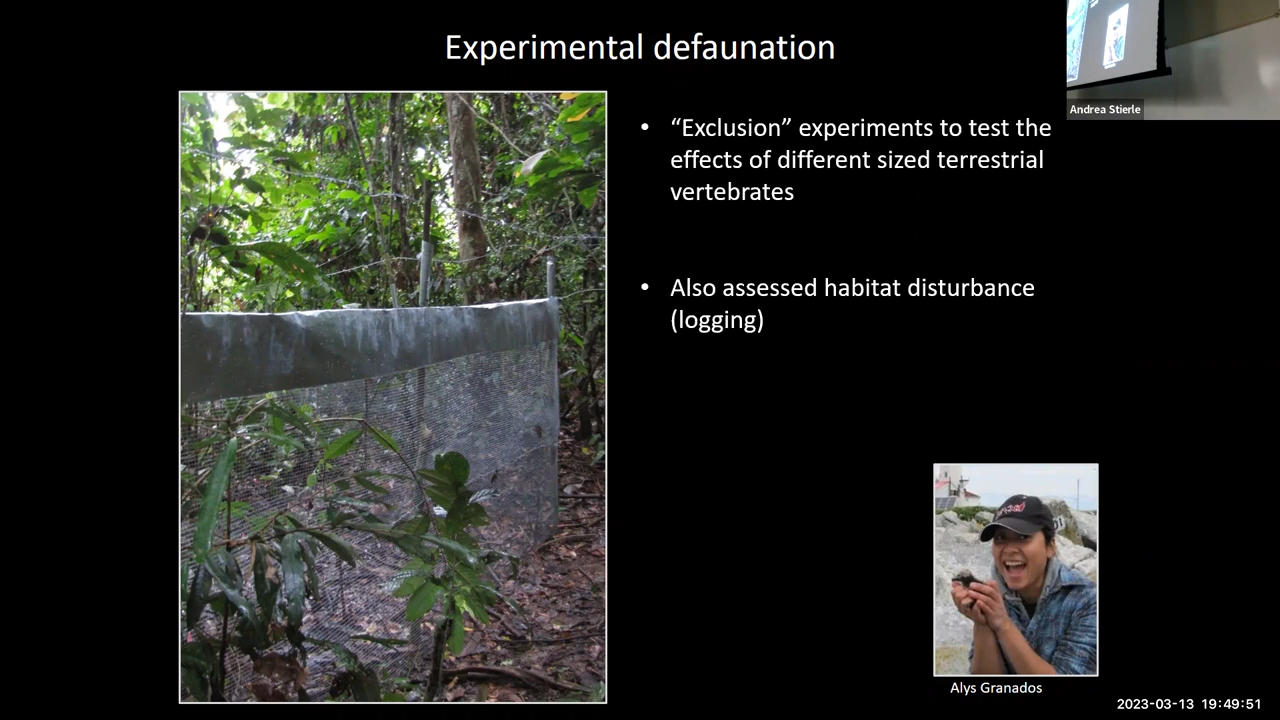 Experimental defaunation
Andrea Stierle
• “Exclusion” experiments to test the
effects of different sized terrestrial
vertebrates
• Also assessed habitat disturbance
(logging)
Alys Granados
2023-03-13 19:49:51